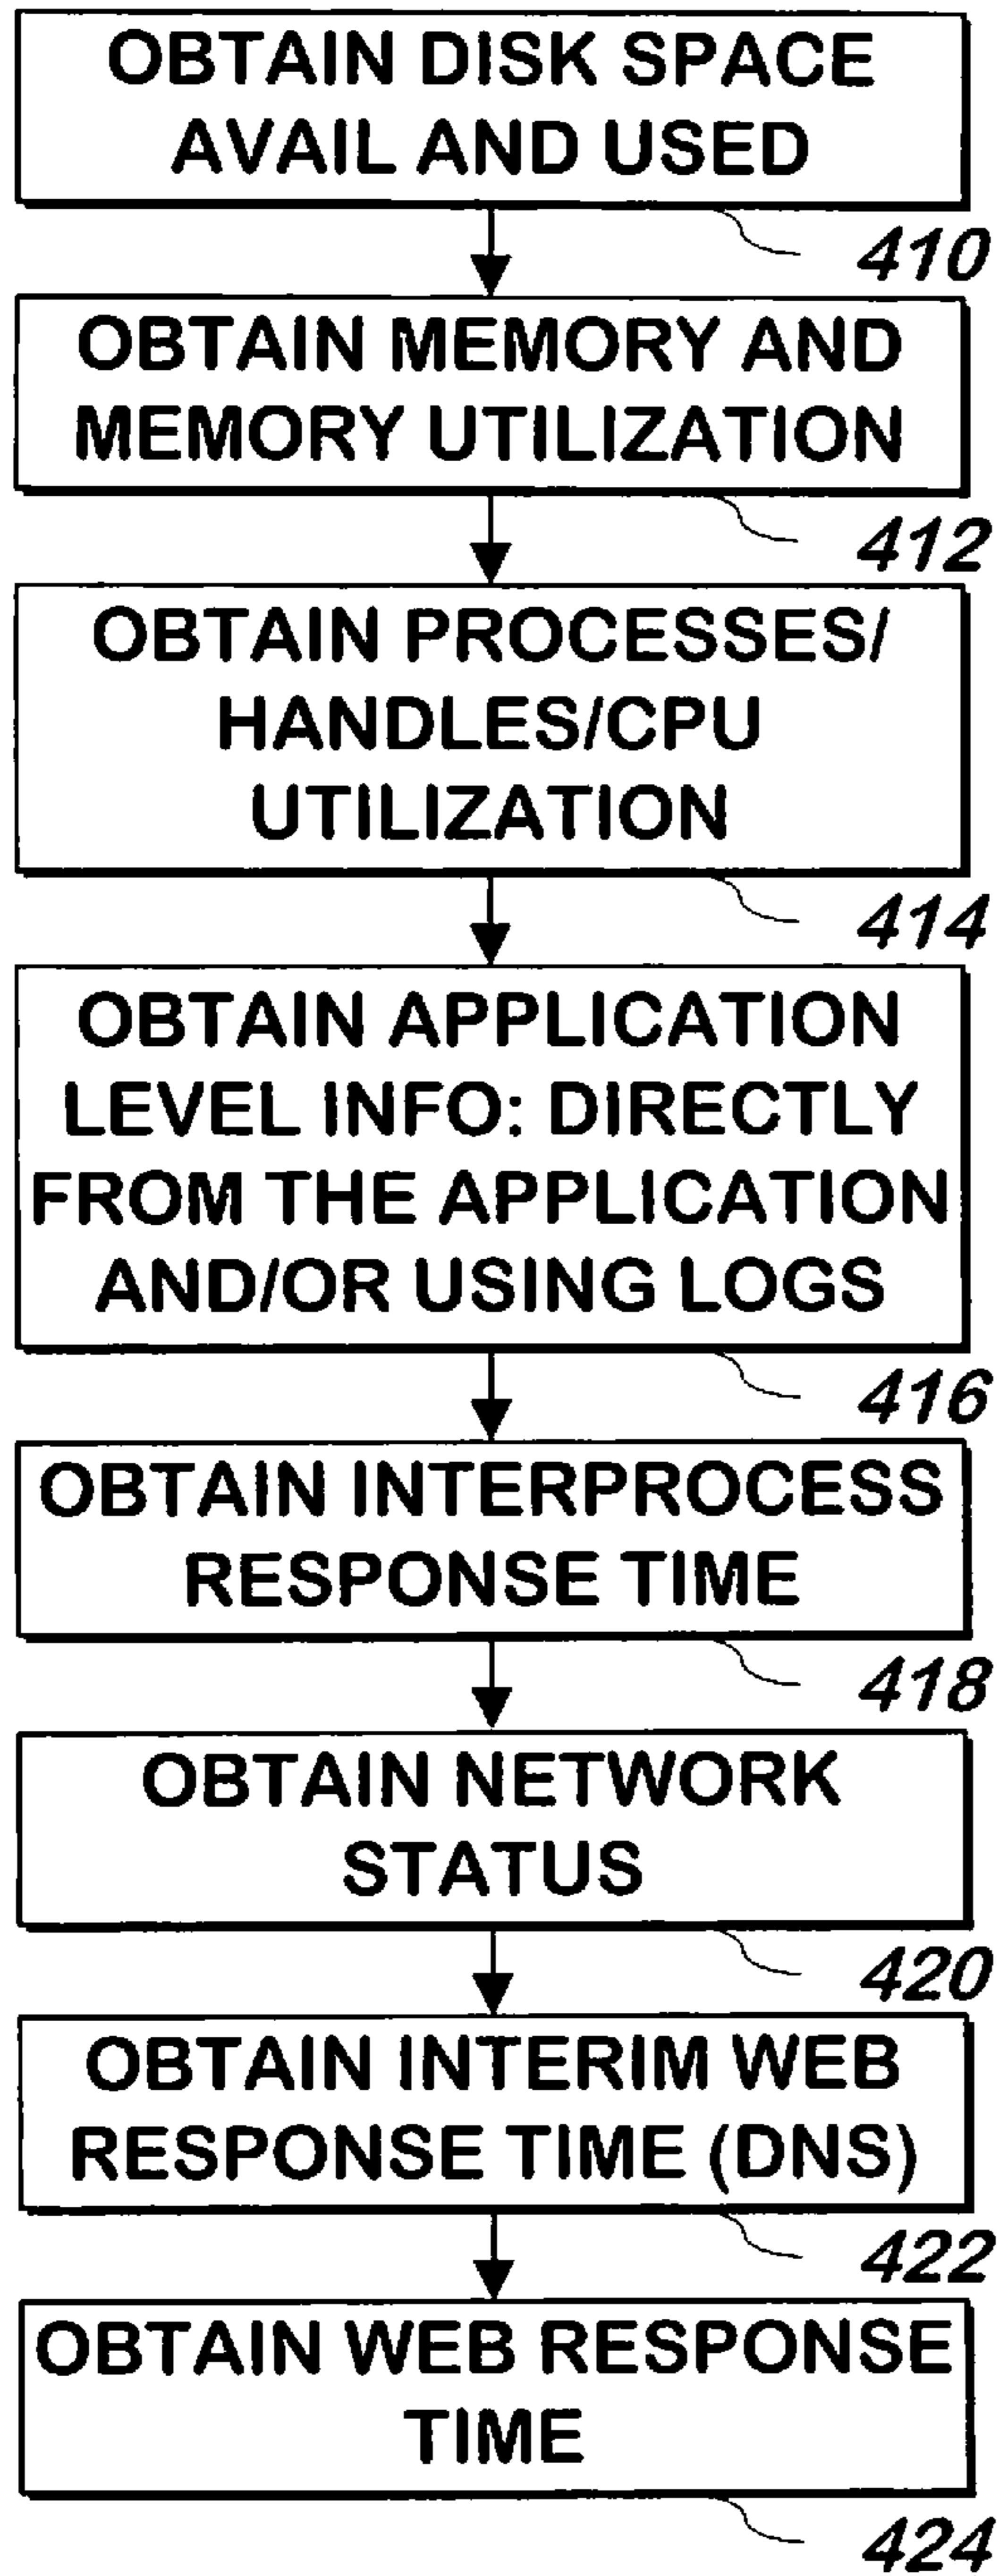 OBTAIN DISK SPACE
AVAIL AND USED
410
OBTAIN MEMORY AND
MEMORY UTILIZATION
412
OBTAIN PROCESSES/
HANDLES/CPU
UTILIZATION
414
OBTAIN APPLICATION
LEVEL INFO: DIRECTLY
FROM THE APPLICATION
AND/OR USING LOGS
416
OBTAIN INTERPROCESS
RESPONSE TIME
418
OBTAIN NETWORK
STATUS
420
OBTAIN INTERIM WEB
RESPONSE TIME (DNS)
422
OBTAIN WEB RESPONSE
TIME
424